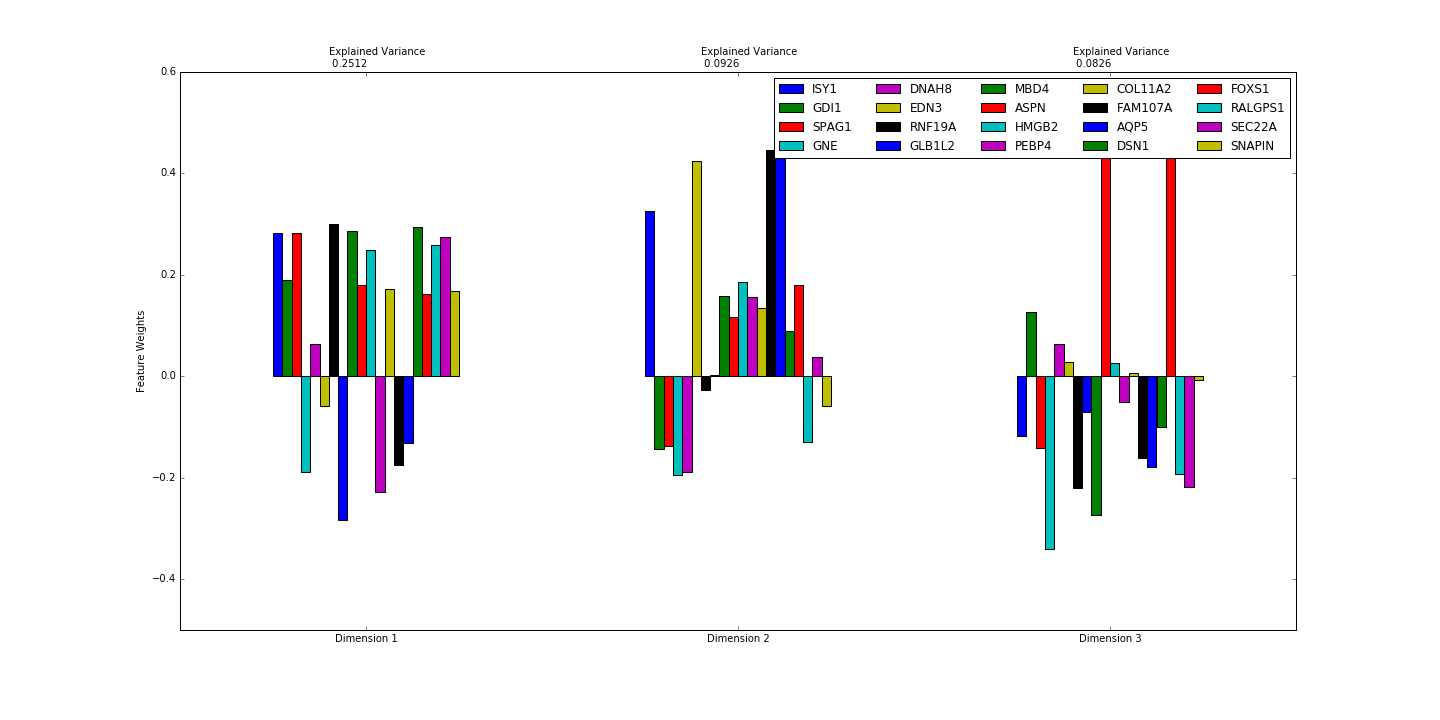 Explained Variance Explained Variance Explained Variance
0.2512 0.0926 0.0826
0.6
ISY1 DNAH8 MBD4 COL11A2 FOXS1
GDI1 EDN3 ASPN FAM107A RALGPS1
SPAG1 RNF19A HMGB2 AQP5 SEC22A
GNE GLB1L2 PEBP4 DSN1 SNAPIN
0.4
0.2
Feature Weights
0.0
−0.2
−0.4
Dimension 1 Dimension 2 Dimension 3